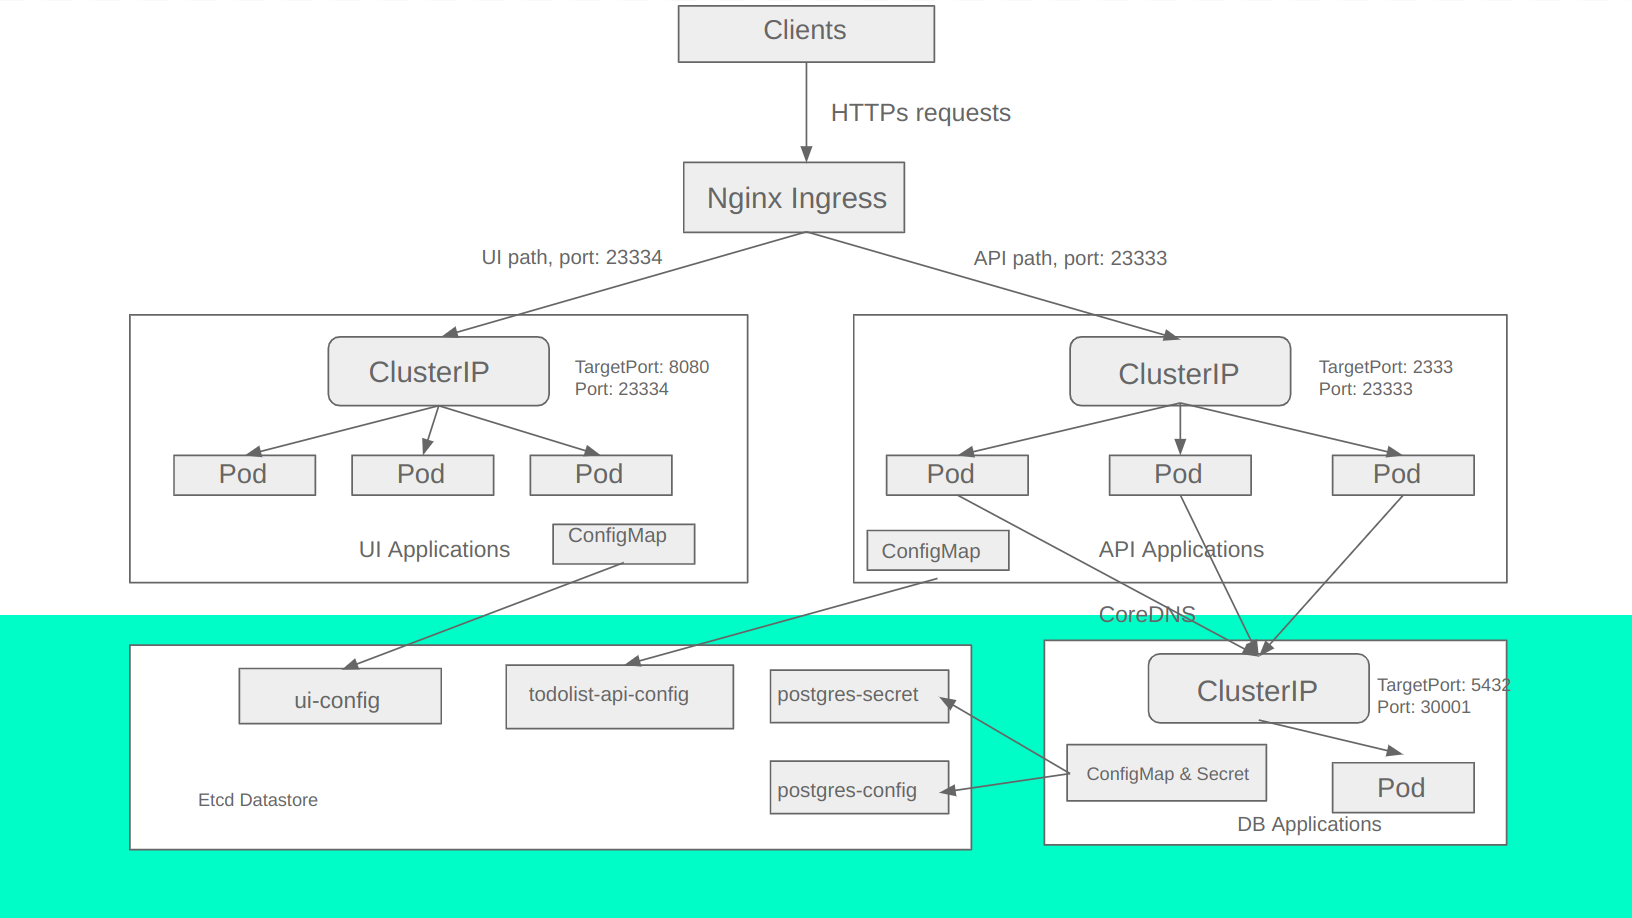 Clients
HTTPs requests
Nginx Ingress
UI path, port: 23334
API path, port: 23333
ClusterIP
TargetPort: 8080
Port: 23334
ClusterIP
TargetPort: 2333
Port: 23333
Pod
Pod
Pod
Pod
Pod
Pod
UI Applications
ConfigMap
ConfigMap
API Applications
CoreDNS
ui-config
todolist-api-config
postgres-secret
ClusterIP
TargetPort: 5432
Port: 30001
Etcd Datastore
postgres-config
ConfigMap & Secret
Pod
DB Applications